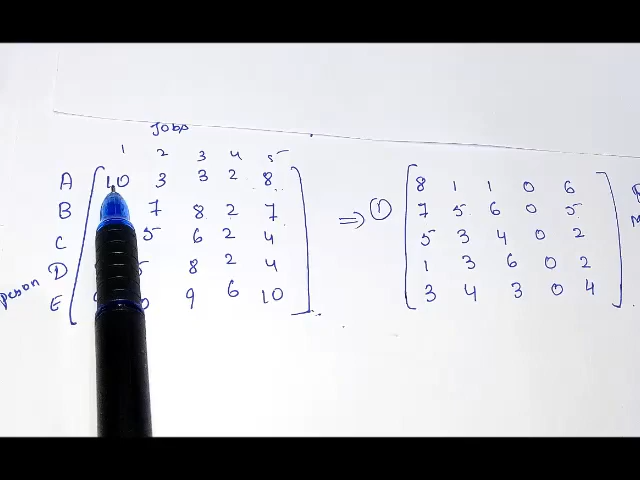 Jobs
1 2 3 4 5
A 10 3 3 2 8 8 1 1 0 6
B 7 8 2 7 ⇒ ① 7 5 6 0 5
C 5 6 2 4 5 3 4 0 2
person D 8 2 4 1 3 6 0 2
E 9 6 10 3 4 3 0 4